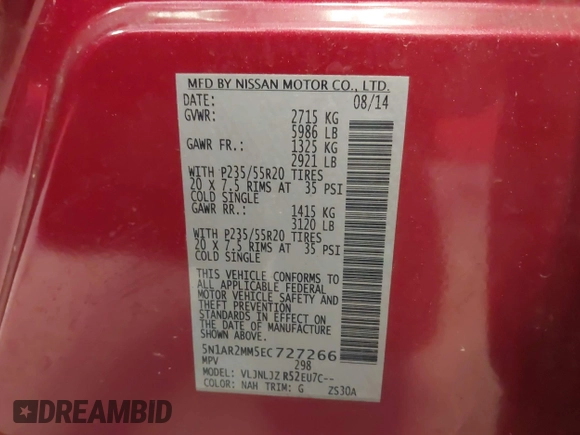 MFD BY NISSAN MOTOR CO., LTD.
DATE: 08/14
GVWR: 2715 KG
5986 LB
GAWR FR.: 1325 KG
2921 LB
WITH P235/55R20 TIRES
20 X 7.5 RIMS AT 35 PSI
COLD SINGLE
GAWR RR.: 1415 KG
3120 LB
WITH P235/55R20 TIRES
20 X 7.5 RIMS AT 35 PSI
COLD SINGLE
THIS VEHICLE CONFORMS TO
ALL APPLICABLE FEDERAL
MOTOR VEHICLE SAFETY AND
THEFT PREVENTION
STANDARDS IN EFFECT ON
DATE OF MANUFACTURE
SHOWN ABOVE.
5N1AR2MM5EC727266
MPV 298
MODEL: VLJNLJZ R52EU7C--
COLOR: NAH TRIM: G ZS30A
DREAMBID
.COM